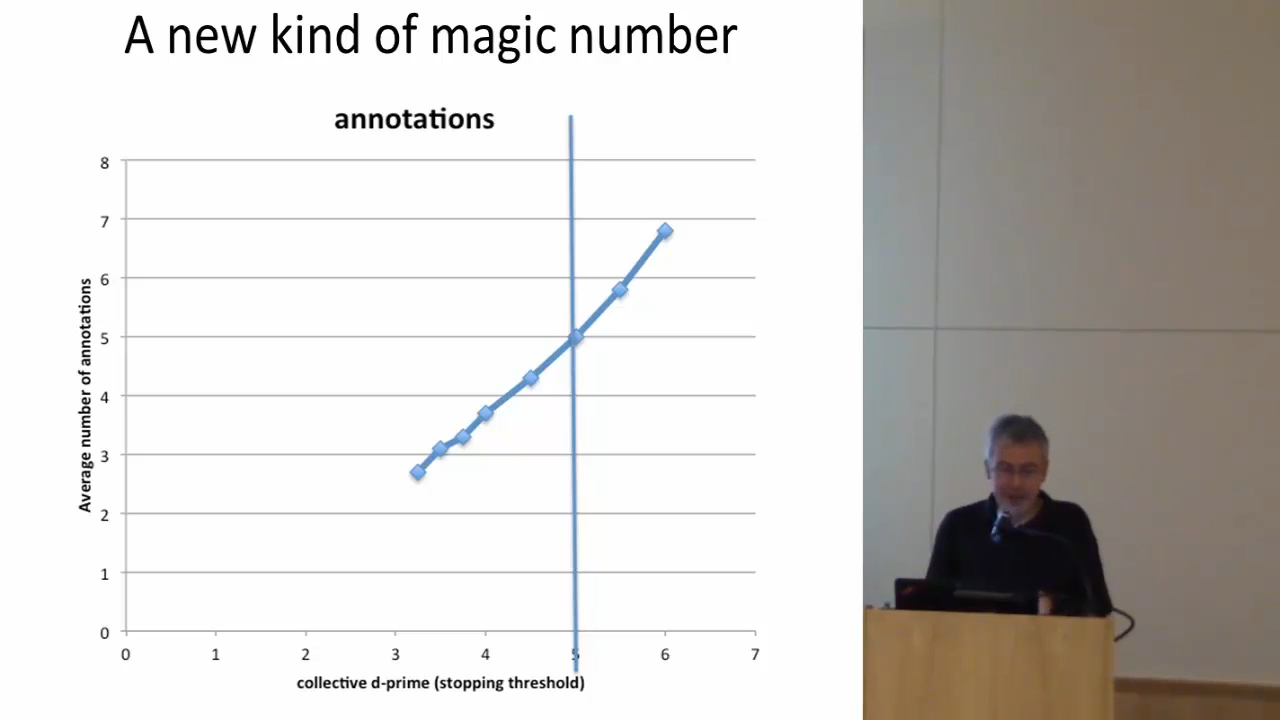 A new kind of magic number
annotations
8
7
6
5
4
3
2
1
0
Average number of annotations
0 1 2 3 4 5 6 7
collective d-prime (stopping threshold)